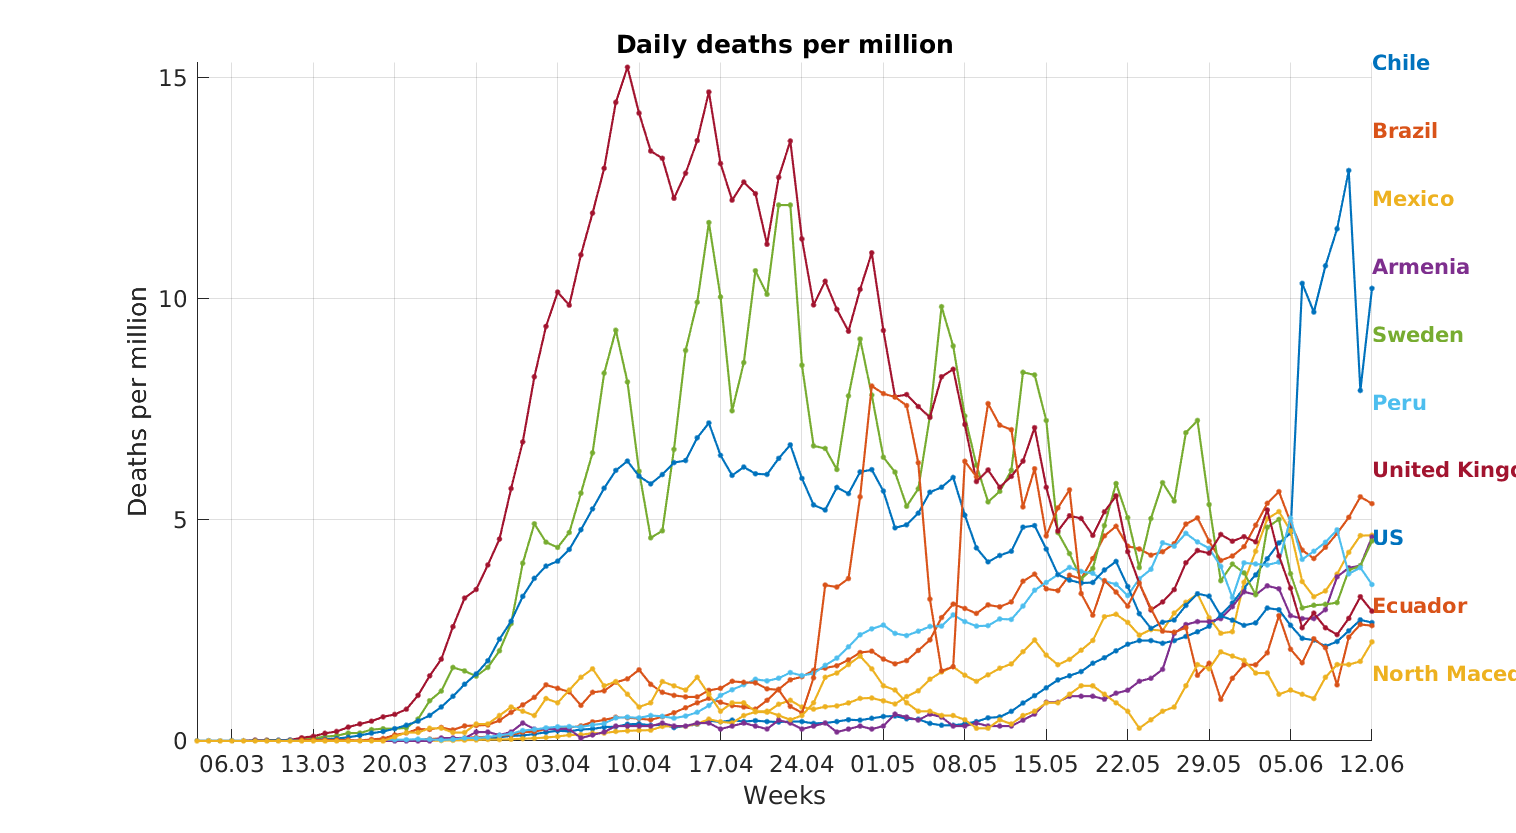 Daily deaths per million
Deaths per million
15
10
5
0
06.03 13.03 20.03 27.03 03.04 10.04 17.04 24.04 01.05 08.05 15.05 22.05 29.05 05.06 12.06
Weeks
Chile
Brazil
Mexico
Armenia
Sweden
Peru
United King
US
Ecuador
North Mace